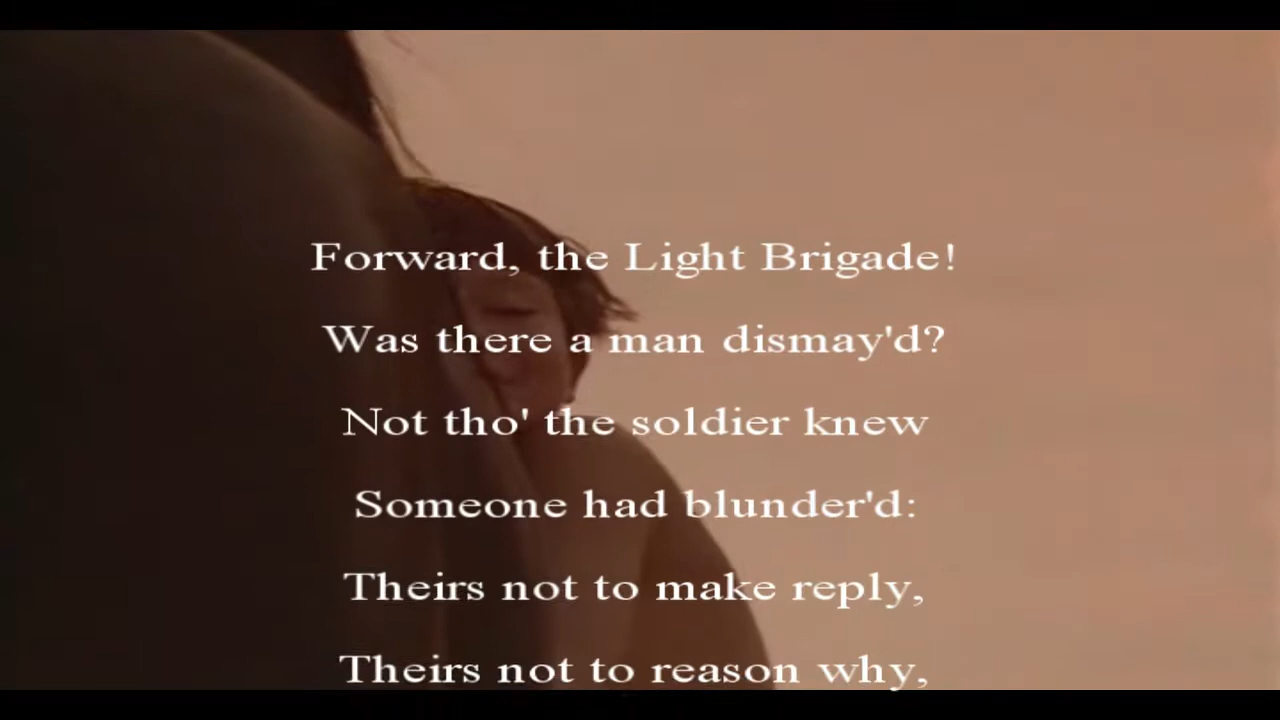 Forward, the Light Brigade!
Was there a man dismay'd?
Not tho' the soldier knew
Someone had blunder'd:
Theirs not to make reply,
Theirs not to reason why,